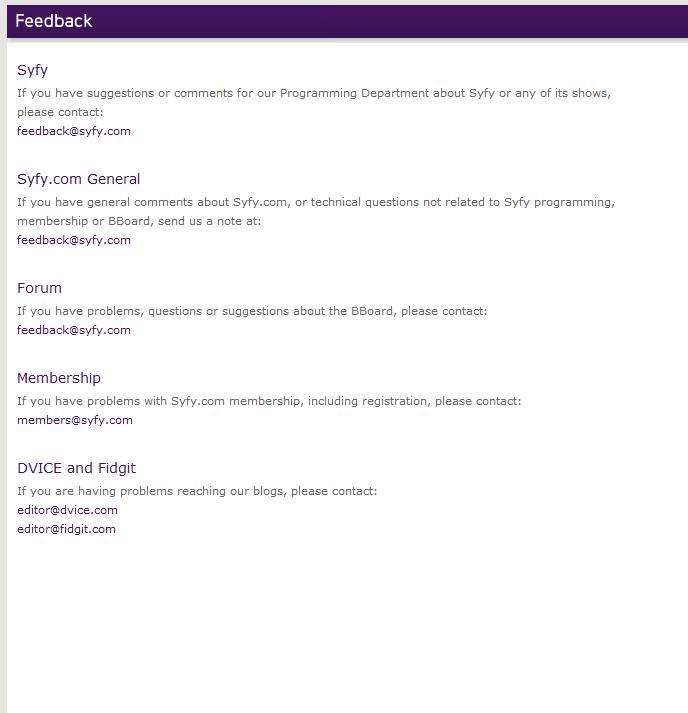 Feedback
Syfy
If you have suggestions or comments for our Programming Department about Syfy or any of its shows,
please contact:
feedback@syfy.com
Syfy.com General
If you have general comments about Syfy.com, or technical questions not related to Syfy programming,
membership or BBoard, send us a note at:
feedback@syfy.com
Forum
If you have problems, questions or suggestions about the BBoard, please contact:
feedback@syfy.com
Membership
If you have problems with Syfy.com membership, including registration, please contact:
members@syfy.com
DVICE and Fidgit
If you are having problems reaching our blogs, please contact:
editor@dvice.com
editor@fidgit.com